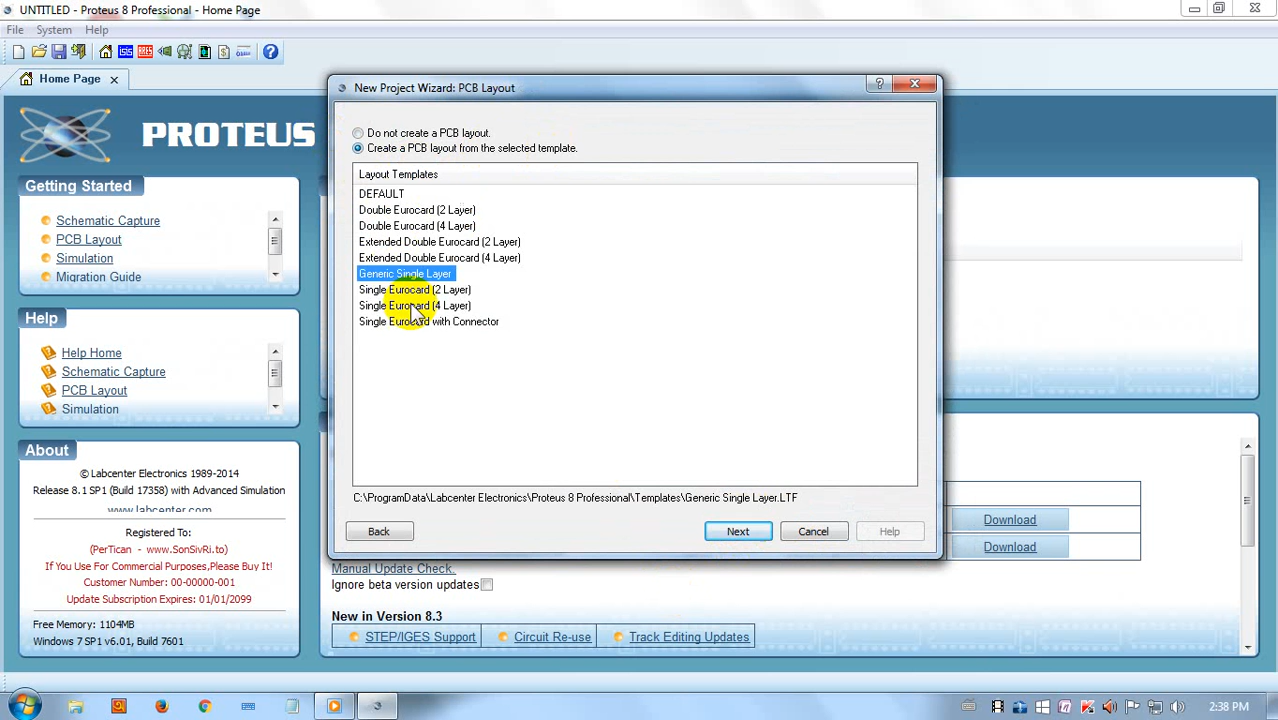 UNTITLED - Proteus 8 Professional - Home Page
File System Help
Home Page
PROTEUS
Getting Started
Schematic Capture
PCB Layout
Simulation
Migration Guide
Help
Help Home
Schematic Capture
PCB Layout
Simulation
About
© Labcenter Electronics 1989-2014
Release 8.1 SP1 (Build 17358) with Advanced Simulation
www.labcenter.com
Registered To:
(PerTican - www.SonSivRi.to)
If You Use For Commercial Purposes,Please Buy It!
Customer Number: 00-00000-001
Update Subscription Expires: 01/01/2099
Free Memory: 1104MB
Windows 7 SP1 v6.01, Build 7601
New Project Wizard: PCB Layout
Do not create a PCB layout.
Create a PCB layout from the selected template.
Layout Templates
DEFAULT
Double Eurocard (2 Layer)
Double Eurocard (4 Layer)
Extended Double Eurocard (2 Layer)
Extended Double Eurocard (4 Layer)
Generic Single Layer
Single Eurocard (2 Layer)
Single Eurocard (4 Layer)
Single Eurocard with Connector
C:\ProgramData\Labcenter Electronics\Proteus 8 Professional\Templates\Generic Single Layer.LTF
Back Next Cancel Help
Download
Download
Manual Update Check.
Ignore beta version updates
New in Version 8.3
STEP/IGES Support Circuit Re-use Track Editing Updates
2:38 PM